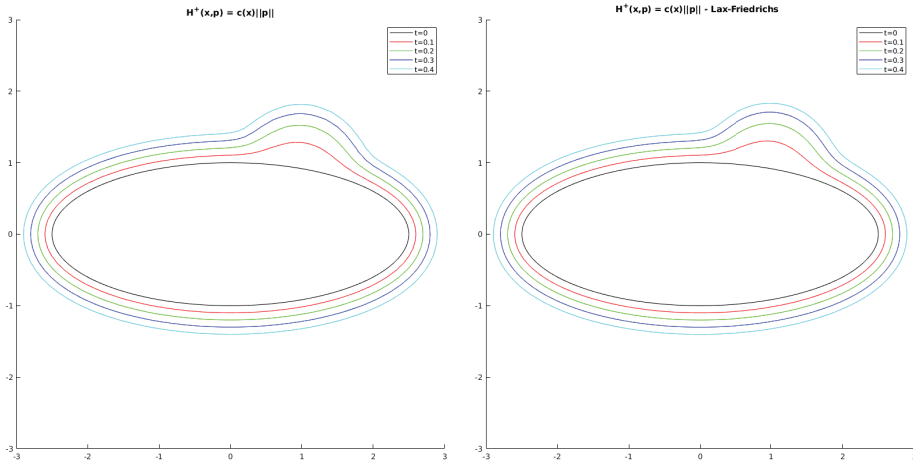 H⁺(x,p) = c(x)||p||
3
2
1
0
-1
-2
-3
-3
-2
-1
0
1
2
3
t=0
t=0.1
t=0.2
t=0.3
t=0.4
H⁺(x,p) = c(x)||p|| - Lax-Friedrichs
3
2
1
0
-1
-2
-3
-3
-2
-1
0
1
2
t=0
t=0.1
t=0.2
t=0.3
t=0.4